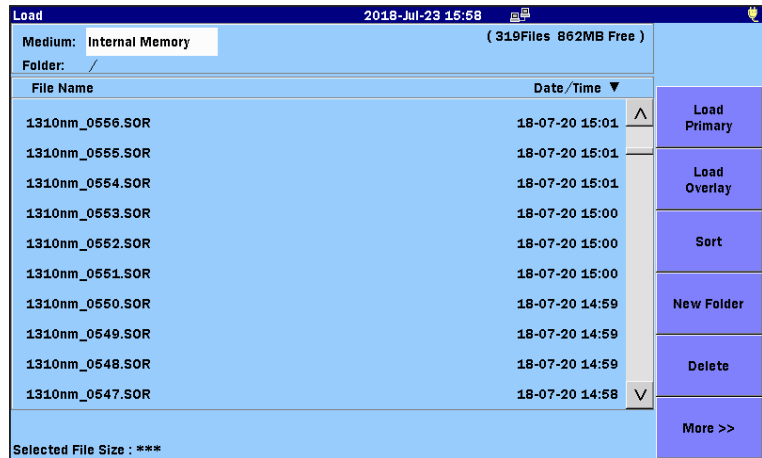 Load 2018-Jul-23 15:58
Medium: Internal Memory (319Files 862MB Free)
Folder: /
File Name Date/Time ▼
1310nm_0556.SOR 18-07-20 15:01
1310nm_0555.SOR 18-07-20 15:01
1310nm_0554.SOR 18-07-20 15:01
1310nm_0553.SOR 18-07-20 15:00
1310nm_0552.SOR 18-07-20 15:00
1310nm_0551.SOR 18-07-20 15:00
1310nm_0550.SOR 18-07-20 14:59
1310nm_0549.SOR 18-07-20 14:59
1310nm_0548.SOR 18-07-20 14:59
1310nm_0547.SOR 18-07-20 14:58
Selected File Size : ***
Load
Primary
Load
Overlay
Sort
New Folder
Delete
More >>